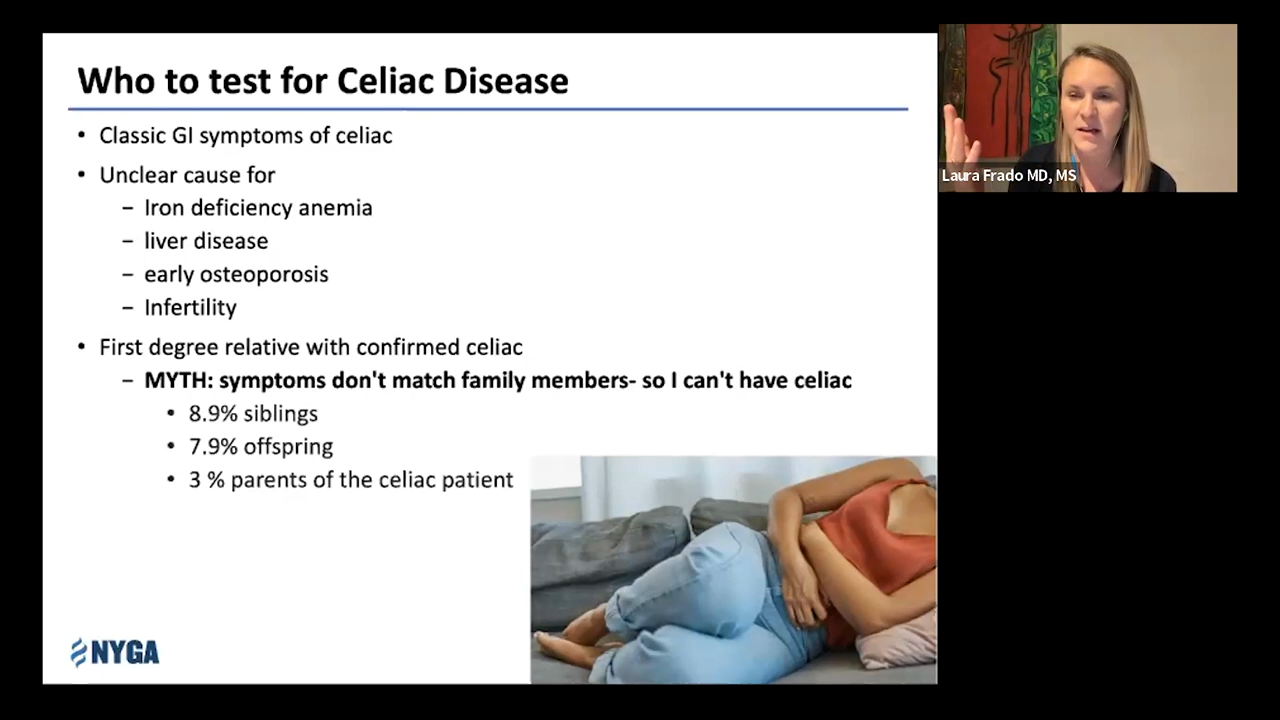 Who to test for Celiac Disease
• Classic GI symptoms of celiac
• Unclear cause for
– Iron deficiency anemia
– liver disease
– early osteoporosis
– Infertility
• First degree relative with confirmed celiac
– MYTH: symptoms don't match family members- so I can't have celiac
• 8.9% siblings
• 7.9% offspring
• 3 % parents of the celiac patient
NYGA
Laura Frado MD, MS